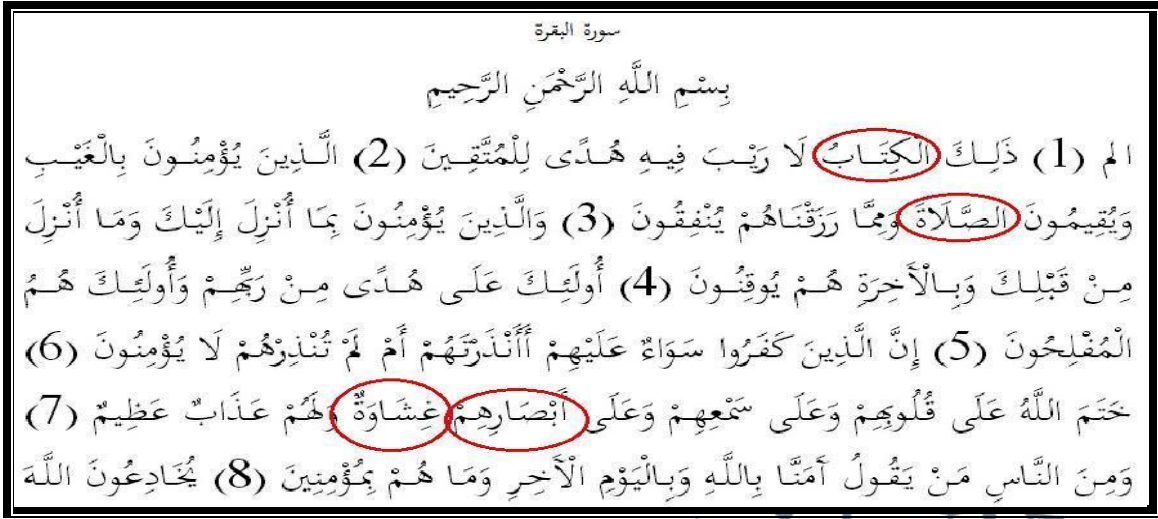 سورة البقرة
بِسْمِ اللَّهِ الرَّحْمَنِ الرَّحِيمِ
الم (1) ذَلِكَ الْكِتَابُ لَا رَيْبَ فِيهِ هُدًى لِلْمُتَّقِينَ (2) الَّذِينَ يُؤْمِنُونَ بِالْغَيْبِ
وَيُقِيمُونَ الصَّلَاةَ وَمِمَّا رَزَقْنَاهُمْ يُنْفِقُونَ (3) وَالَّذِينَ يُؤْمِنُونَ بِمَا أُنْزِلَ إِلَيْكَ وَمَا أُنْزِلَ
مِنْ قَبْلِكَ وَبِالْآخِرَةِ هُمْ يُوقِنُونَ (4) أُولَئِكَ عَلَى هُدًى مِنْ رَبِّهِمْ وَأُولَئِكَ هُمُ
الْمُفْلِحُونَ (5) إِنَّ الَّذِينَ كَفَرُوا سَوَاءٌ عَلَيْهِمْ أَأَنْذَرْتَهُمْ أَمْ لَمْ تُنْذِرْهُمْ لَا يُؤْمِنُونَ (6)
خَتَمَ اللَّهُ عَلَى قُلُوبِهِمْ وَعَلَى سَمْعِهِمْ وَعَلَى أَبْصَارِهِمْ غِشَاوَةٌ وَلَهُمْ عَذَابٌ عَظِيمٌ (7)
وَمِنَ النَّاسِ مَنْ يَقُولُ آمَنَّا بِاللَّهِ وَبِالْيَوْمِ الْآخِرِ وَمَا هُمْ بِمُؤْمِنِينَ (8) يُخَادِعُونَ اللَّهَ